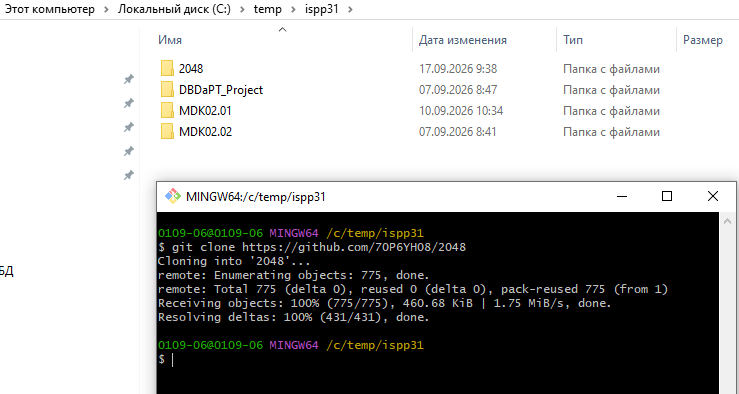 Этот компьютер > Локальный диск (C:) > temp > ispp31 >
Имя Дата изменения Тип Размер
2048 17.09.2026 9:38 Папка с файлами
DBDaPT_Project 07.09.2026 8:47 Папка с файлами
MDK02.01 10.09.2026 10:34 Папка с файлами
MDK02.02 07.09.2026 8:41 Папка с файлами
БД
MINGW64:/c/temp/ispp31
0109-06@0109-06 MINGW64 /c/temp/ispp31
$ git clone https://github.com/7OP6YHO8/2048
Cloning into '2048'...
remote: Enumerating objects: 775, done.
remote: Total 775 (delta 0), reused 0 (delta 0), pack-reused 775 (from 1)
Receiving objects: 100% (775/775), 460.68 KiB | 1.75 MiB/s, done.
Resolving deltas: 100% (431/431), done.
0109-06@0109-06 MINGW64 /c/temp/ispp31
$